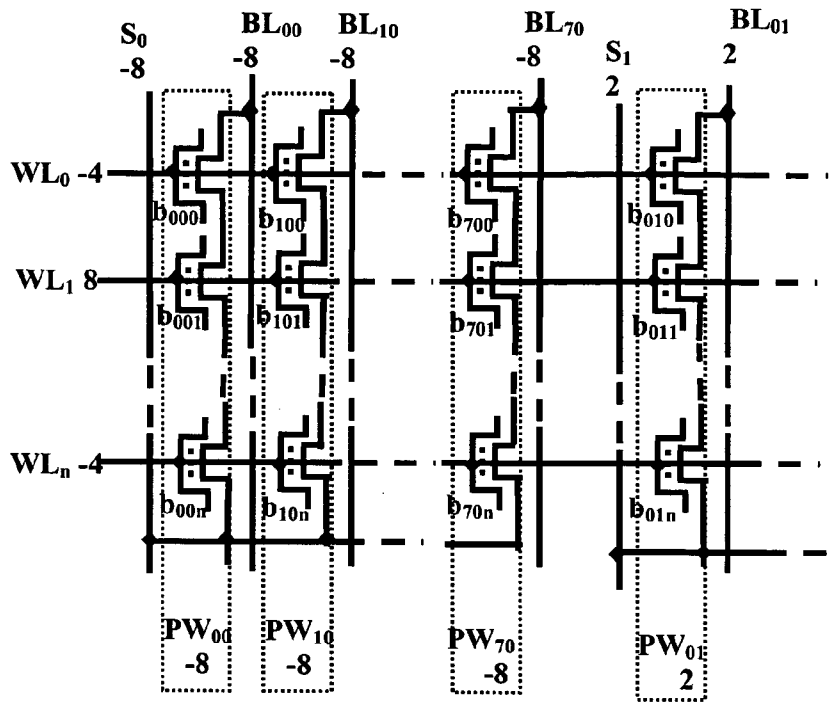 S₀ -8
BL₀₀ -8
BL₁₀ -8
BL₇₀ -8
S₁ 2
BL₀₁ 2
WL₀ -4
b₀₀₀
b₁₀₀
b₇₀₀
b₀₁₀
WL₁ 8
b₀₀₁
b₁₀₁
b₇₀₁
b₀₁₁
WLₙ -4
b₀₀ₙ
b₁₀ₙ
b₇₀ₙ
b₀₁ₙ
PW₀₀ -8
PW₁₀ -8
PW₇₀ -8
PW₀₁ 2